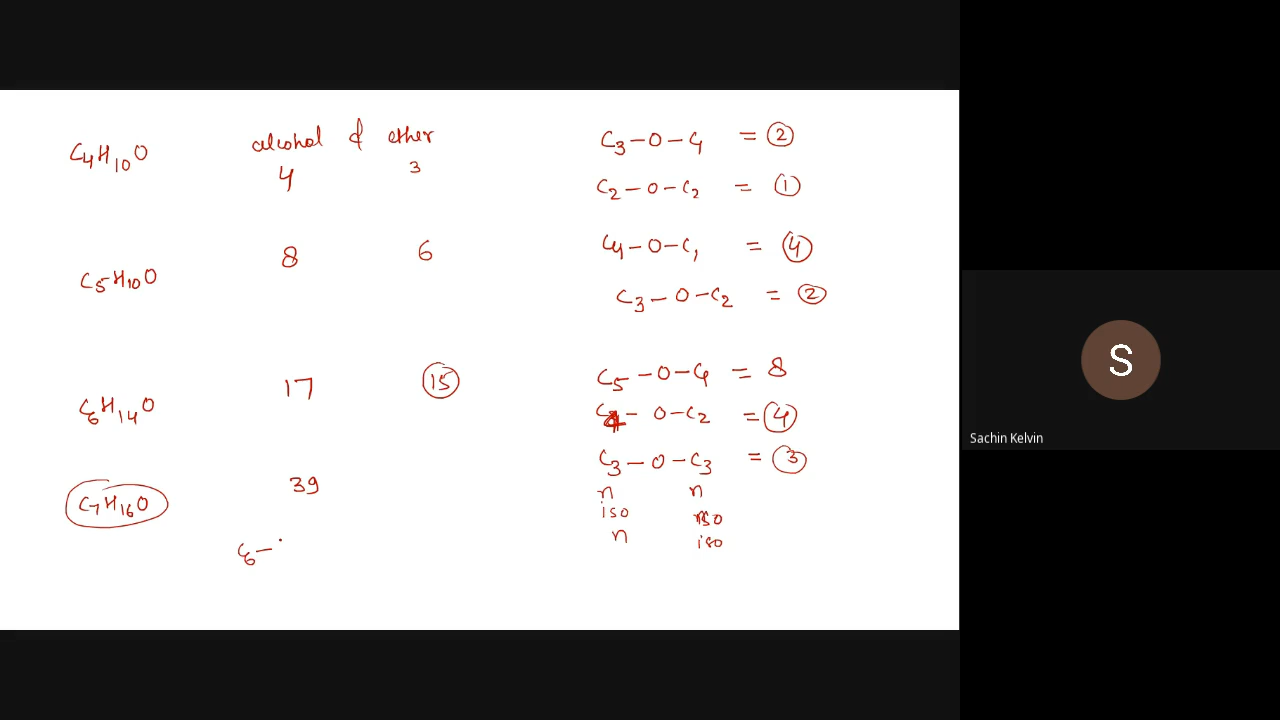 alcohol & ether
C4H10O 4 3
C3-O-C1 = 2
C2-O-C2 = 1
C5H10O 8 6
C4-O-C1 = 4
C3-O-C2 = 2
C6H14O 17 15
C5-O-C1 = 8
C4-O-C2 = 4
C3-O-C3 = 3
n n
iso iso
n iso
C7H16O 39
C6-
S
Sachin Kelvin